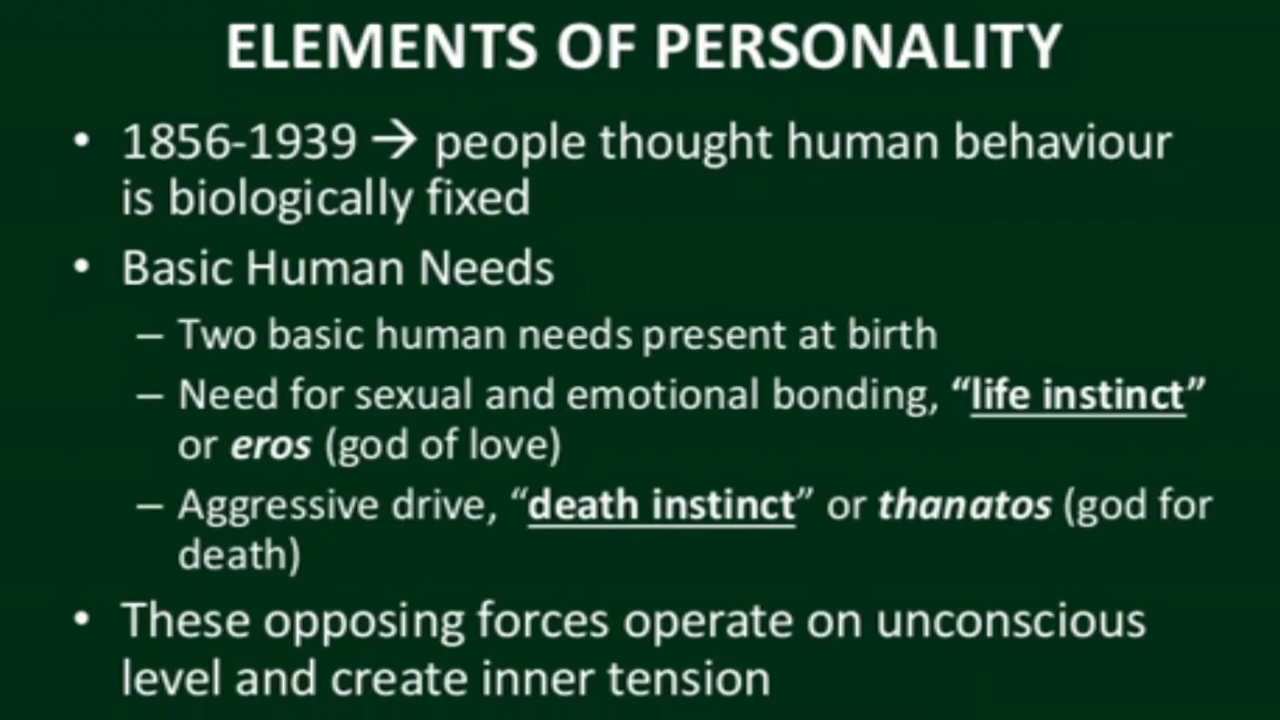 ELEMENTS OF PERSONALITY
• 1856-1939 → people thought human behaviour
is biologically fixed
• Basic Human Needs
– Two basic human needs present at birth
– Need for sexual and emotional bonding, “life instinct”
or eros (god of love)
– Aggressive drive, “death instinct” or thanatos (god for
death)
• These opposing forces operate on unconscious
level and create inner tension